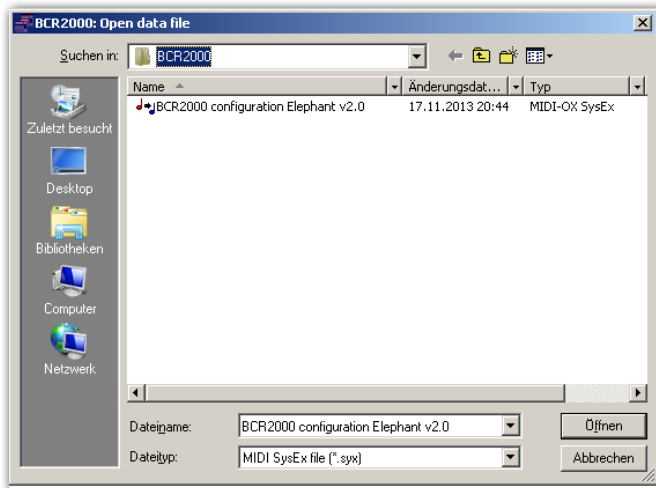 BCR2000: Open data file
Suchen in: BCR2000
Name Änderungsdat... Typ
BCR2000 configuration Elephant v2.0 17.11.2013 20:44 MIDI-OX SysEx
Zuletzt besucht
Desktop
Bibliotheken
Computer
Netzwerk
Dateiname: BCR2000 configuration Elephant v2.0 Öffnen
Dateityp: MIDI SysEx file (*.syx) Abbrechen